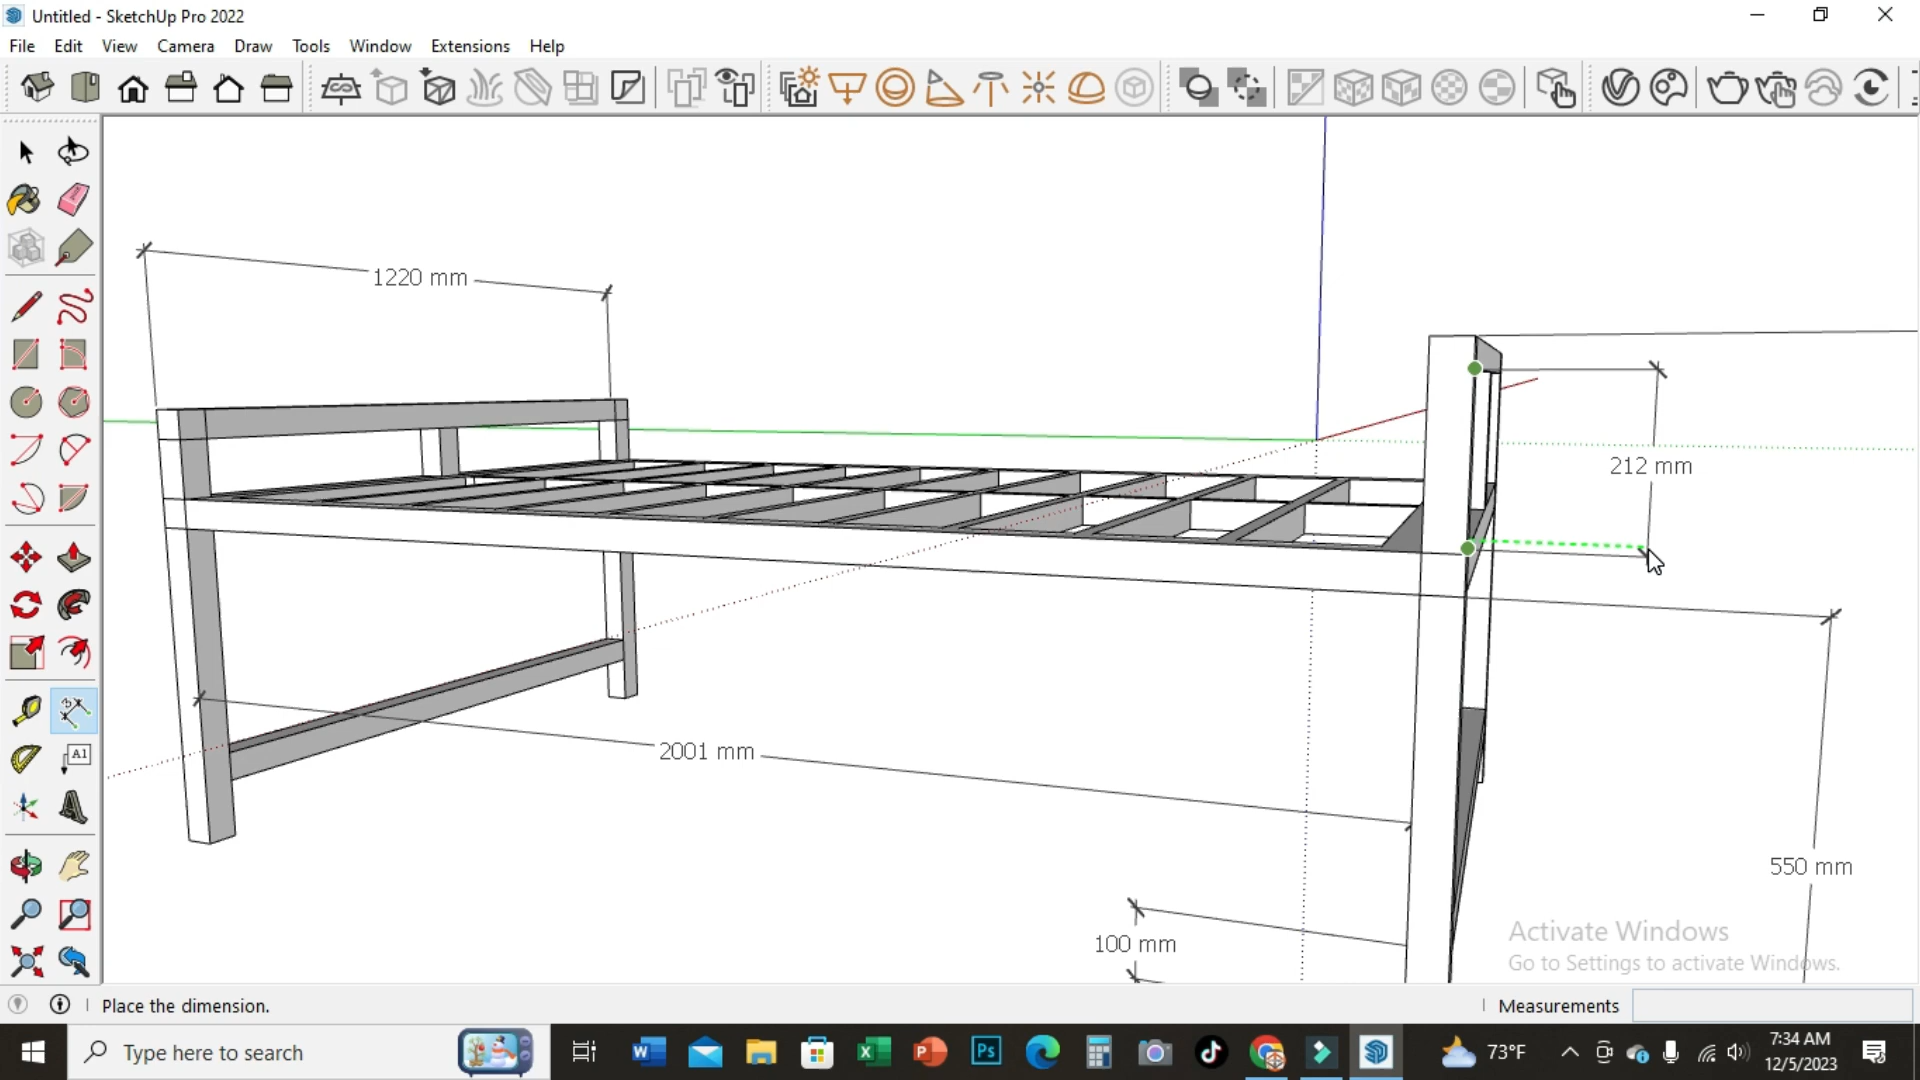 Untitled - SketchUp Pro 2022
File Edit View Camera Draw Tools Window Extensions Help
1220 mm
212 mm
2001 mm
550 mm
100 mm
A1
Activate Windows
Go to Settings to activate Windows.
Place the dimension.
Measurements
Type here to search
73°F
7:34 AM
12/5/2023